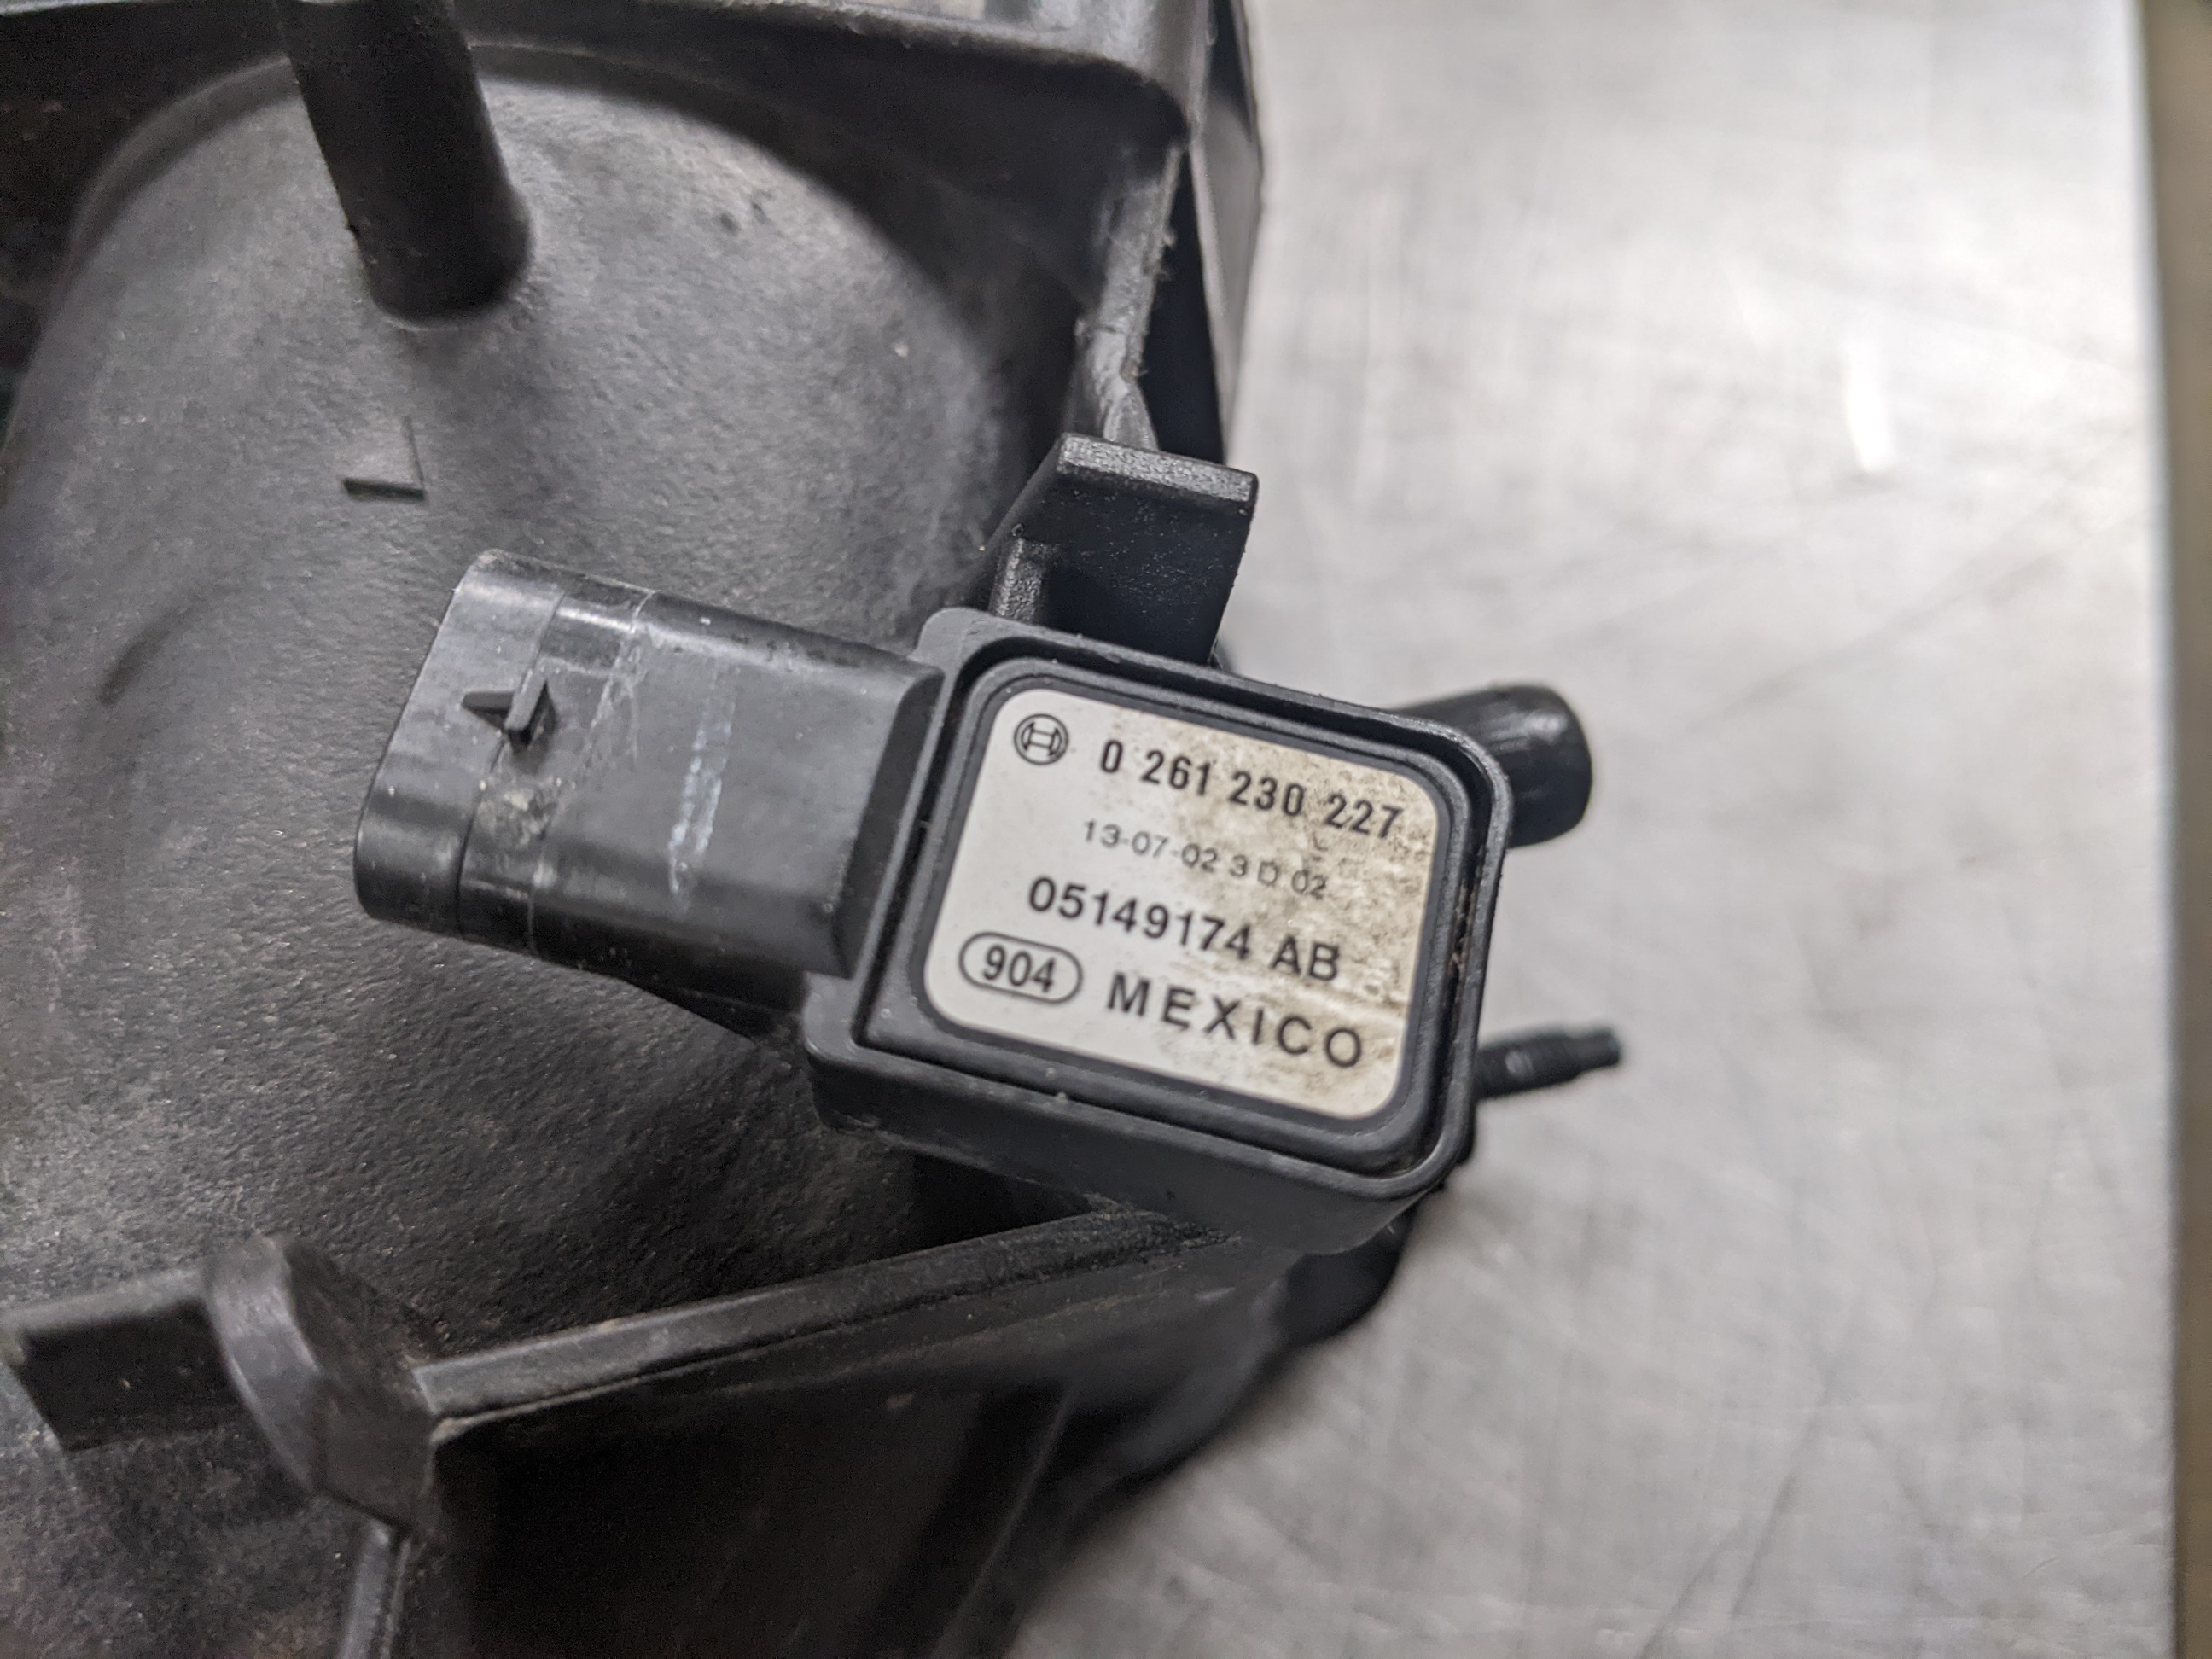 0 261 230 227
13-07-02 3 D 02
05149174 AB
904 MEXICO